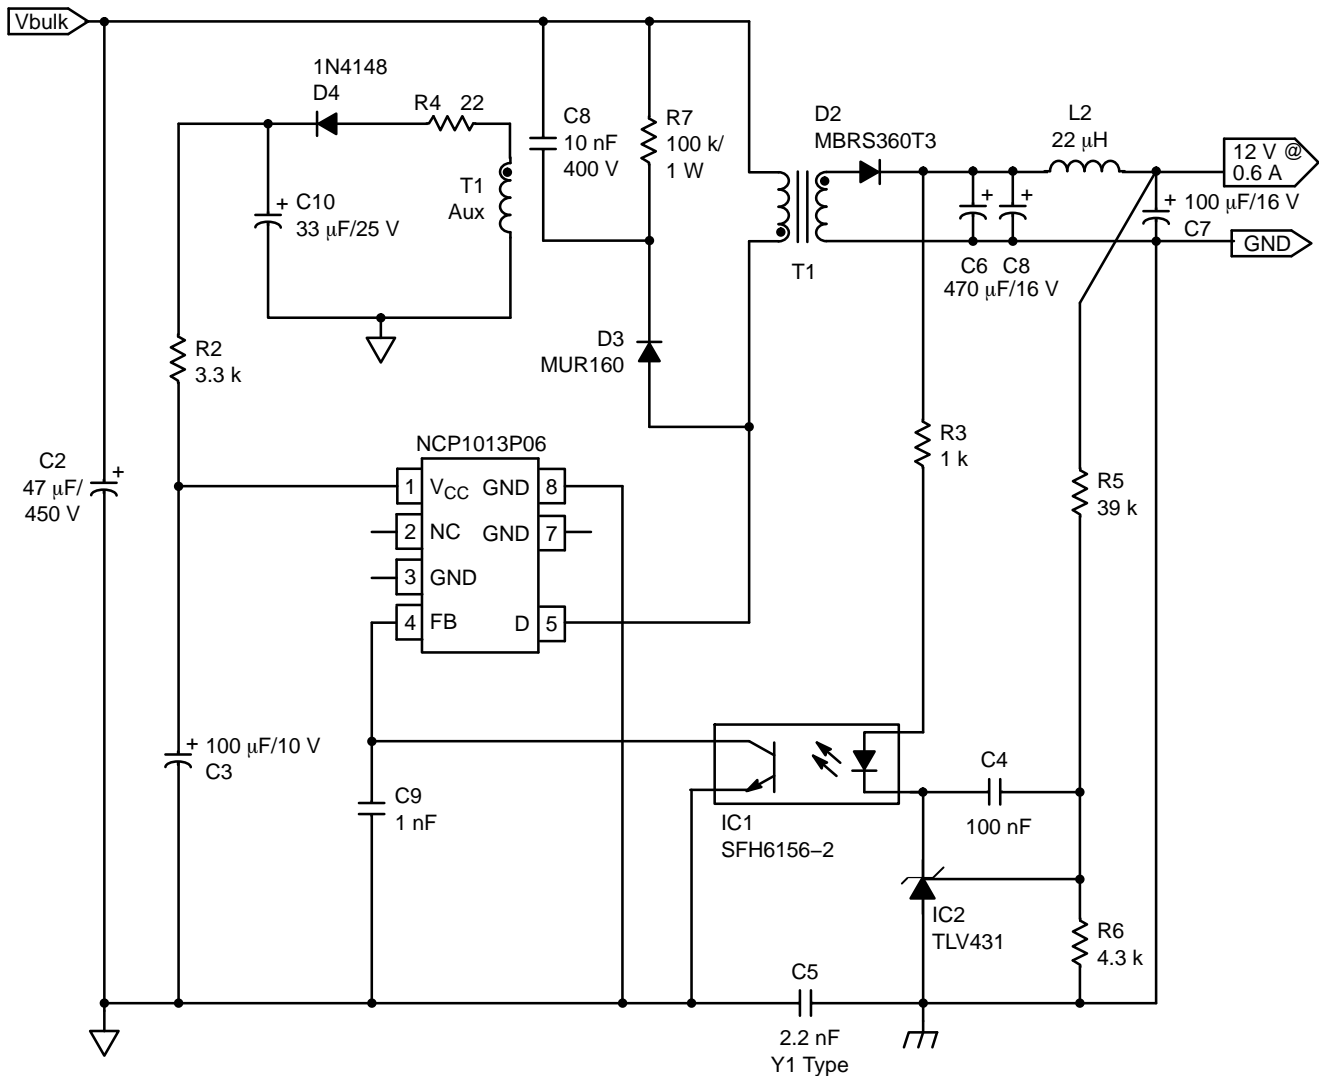 Vbulk
1N4148
D4
R4 22
C8
10 nF
400 V
R7
100 k/
1 W
D2
MBRS360T3
L2
22 μH
12 V @
0.6 A
T1
Aux
+ C10
33 μF/25 V
+
+
+ 100 μF/16 V
C7
GND
T1
C6 C8
470 μF/16 V
R2
3.3 k
D3
MUR160
NCP1013P06
R3
1 k
C2
47 μF/
450 V
+
R5
39 k
1 VCC GND 8
2 NC GND 7
3 GND
4 FB D 5
+ 100 μF/10 V
C3
C9
1 nF
C4
100 nF
IC1
SFH6156–2
IC2
TLV431
R6
4.3 k
C5
2.2 nF
Y1 Type